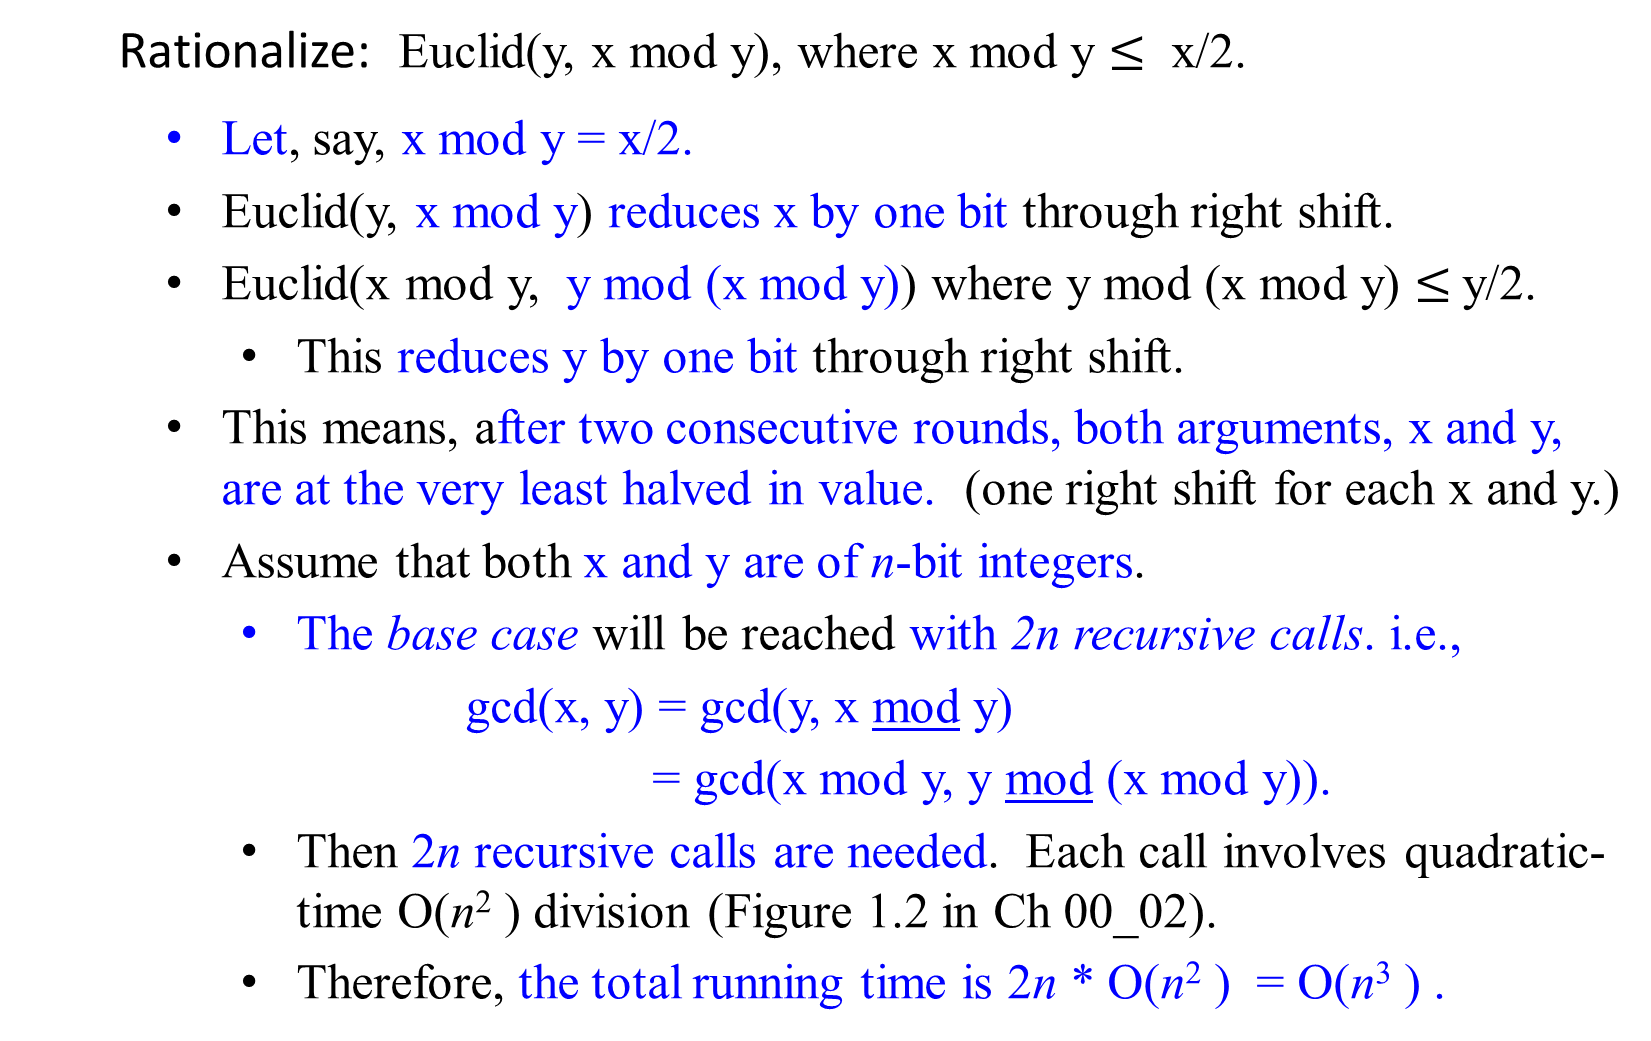 Rationalize: Euclid(y, x mod y), where x mod y ≤ x/2.
• Let, say, x mod y = x/2.
• Euclid(y, x mod y) reduces x by one bit through right shift.
• Euclid(x mod y, y mod (x mod y)) where y mod (x mod y) ≤ y/2.
• This reduces y by one bit through right shift.
• This means, after two consecutive rounds, both arguments, x and y,
are at the very least halved in value. (one right shift for each x and y.)
• Assume that both x and y are of n-bit integers.
• The base case will be reached with 2n recursive calls. i.e.,
gcd(x, y) = gcd(y, x mod y)
= gcd(x mod y, y mod (x mod y)).
• Then 2n recursive calls are needed. Each call involves quadratic-
time O(n² ) division (Figure 1.2 in Ch 00_02).
• Therefore, the total running time is 2n * O(n² ) = O(n³ ) .